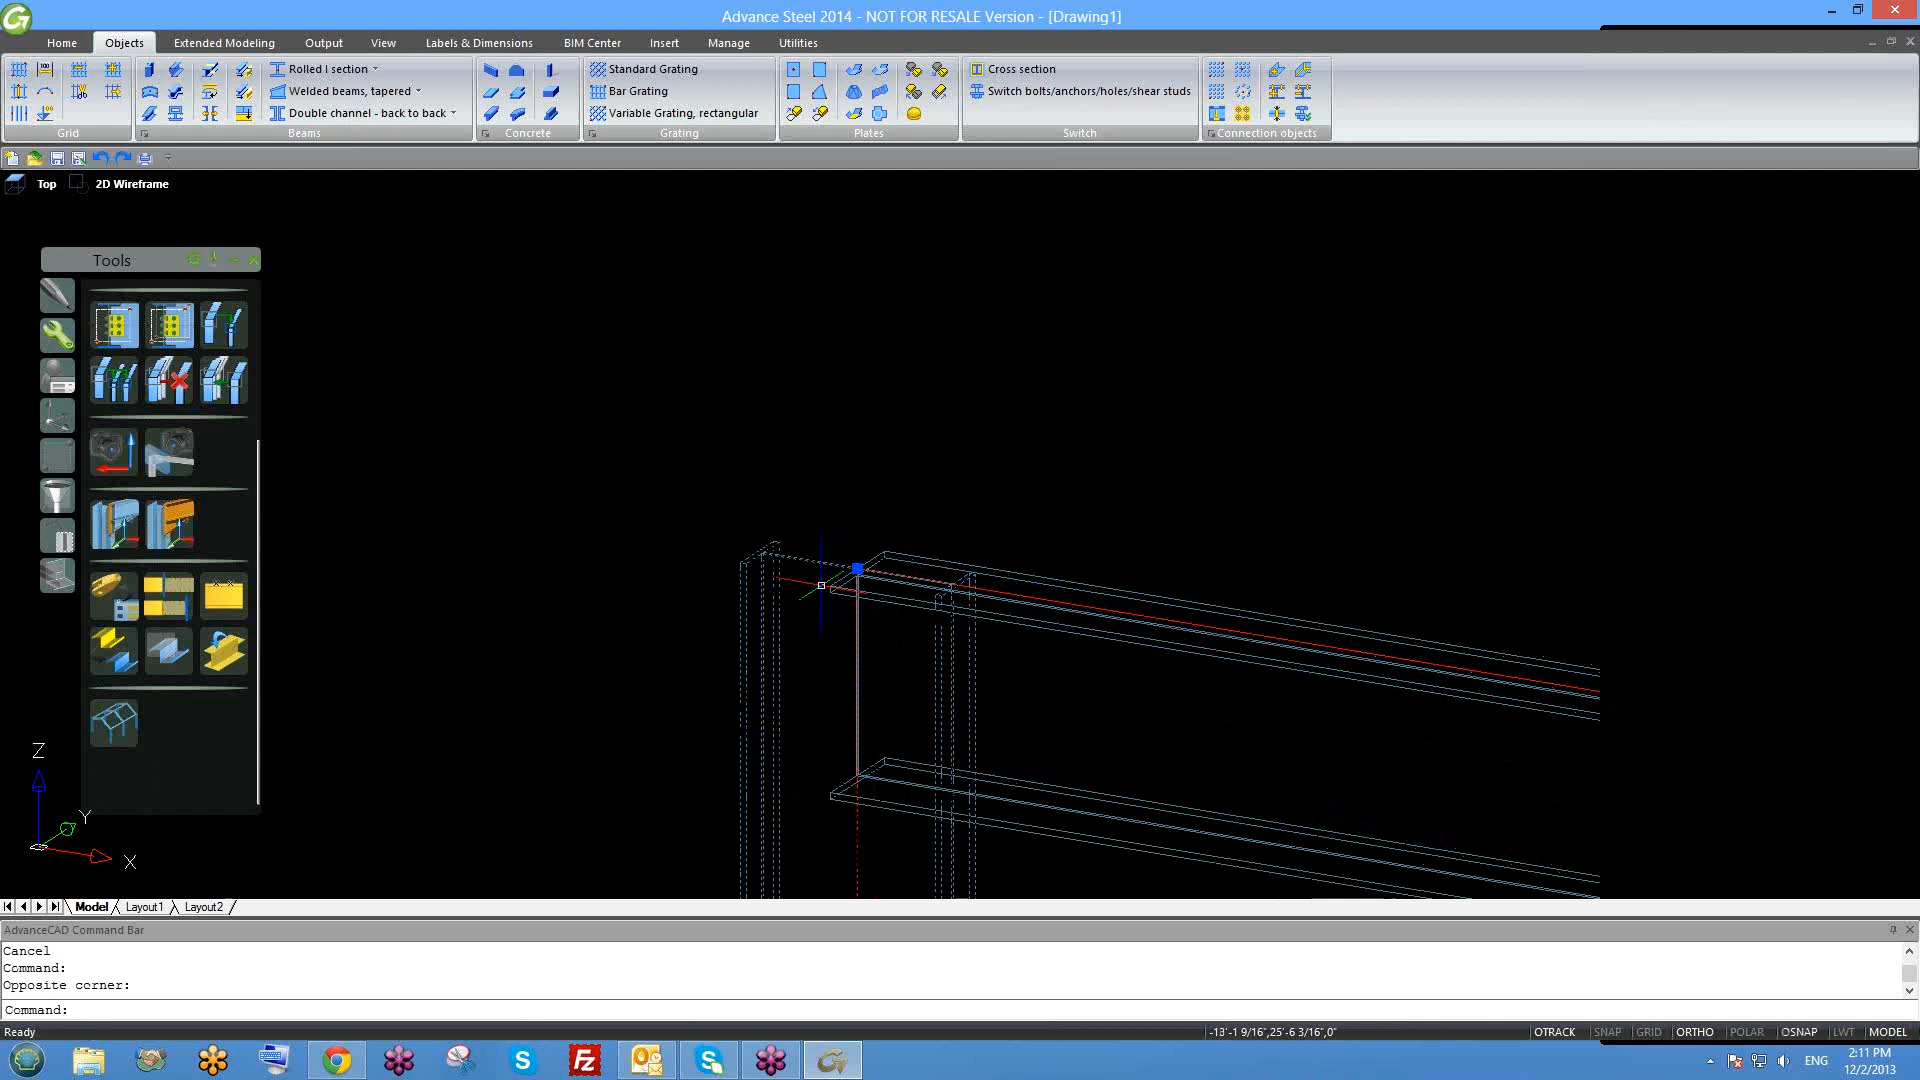 Advance Steel 2014 - NOT FOR RESALE Version - [Drawing1]
Home Objects Extended Modeling Output View Labels & Dimensions BIM Center Insert Manage Utilities
Rolled I section Standard Grating Cross section
Welded beams, tapered Bar Grating Switch bolts/anchors/holes/shear studs
Double channel - back to back Variable Grating, rectangular
Grid Beams Concrete Grating Plates Switch Connection objects
Top 2D Wireframe
Tools
Z
Y
X
Model Layout1 Layout2
AdvanceCAD Command Bar
Cancel
Command:
Opposite corner:
Command:
Ready -13'-1 9/16",25'-6 3/16",0" OTRACK SNAP GRID ORTHO POLAR OSNAP LWT MODEL
ENG 2:11 PM
12/2/2013